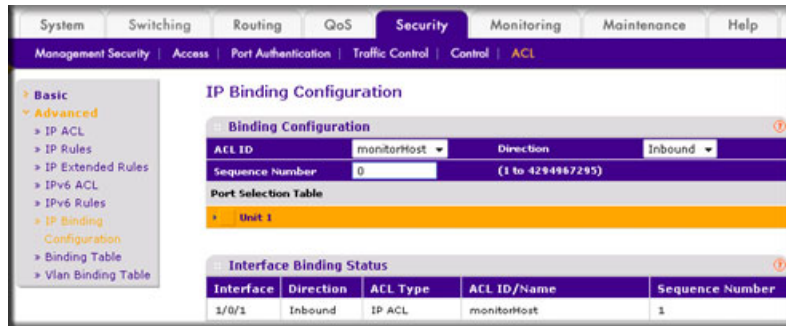 System Switching Routing QoS Security Monitoring Maintenance Help
Management Security | Access | Port Authentication | Traffic Control | Control | ACL
Basic
Advanced
» IP ACL
» IP Rules
» IP Extended Rules
» IPv6 ACL
» IPv6 Rules
» IP Binding
Configuration
» Binding Table
» Vlan Binding Table
IP Binding Configuration
Binding Configuration
ACL ID monitorHost Direction Inbound
Sequence Number 0 (1 to 4294967295)
Port Selection Table
Unit 1
Interface Binding Status
Interface Direction ACL Type ACL ID/Name Sequence Number
1/0/1 Inbound IP ACL monitorHost 1